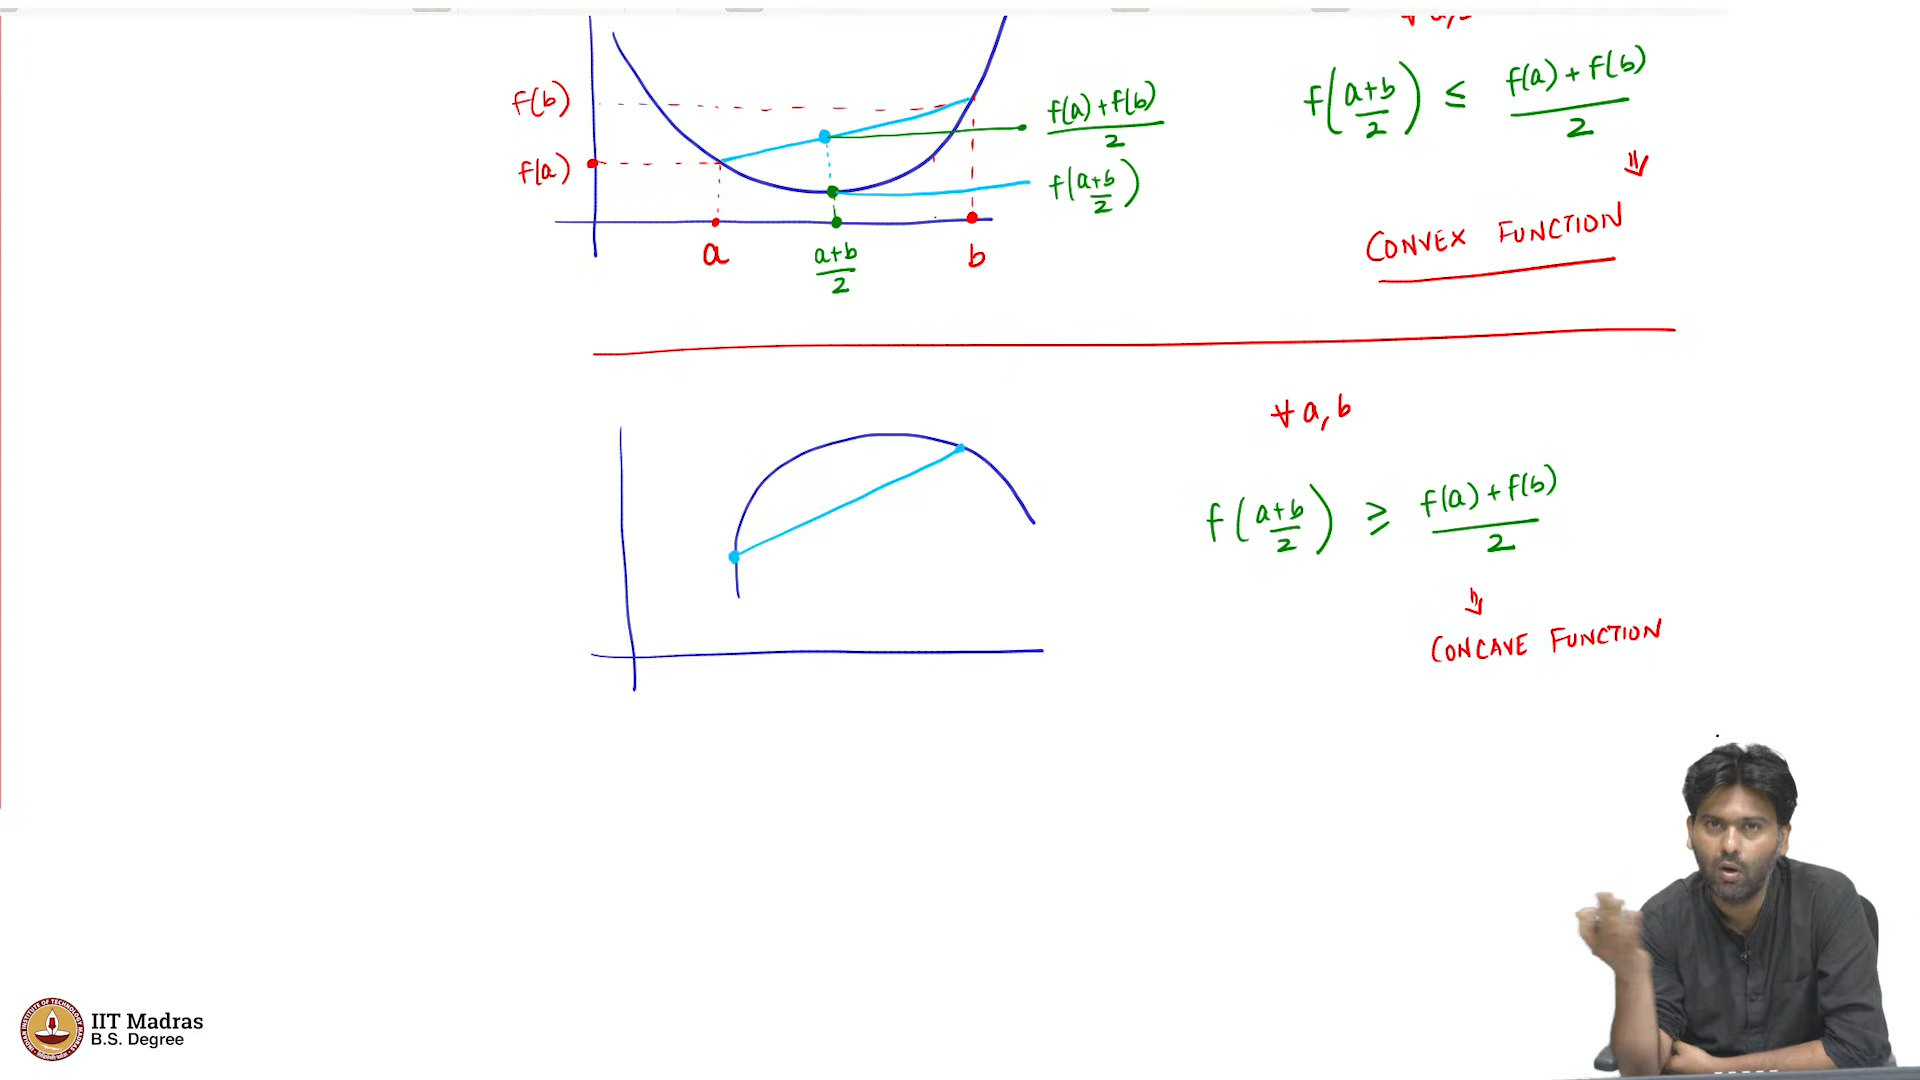 ∀ a,b
f(b)
f(a)
a
a+b/2
b
f(a)+f(b)/2
f(a+b/2)
f(a+b/2) ≤ f(a)+f(b)/2
⇓
CONVEX FUNCTION
∀ a, b
f(a+b/2) ≥ f(a)+f(b)/2
⇓
CONCAVE FUNCTION
IIT Madras
B.S. Degree